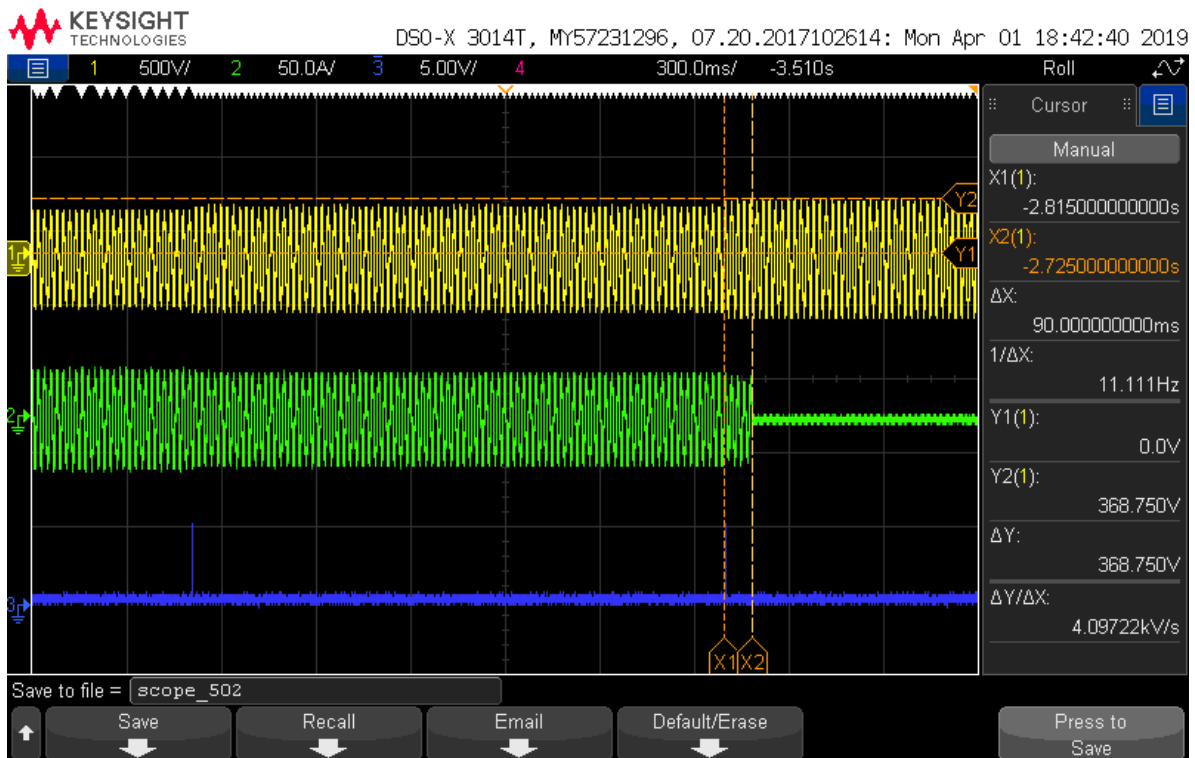 KEYSIGHT
TECHNOLOGIES
DSO-X 3014T, MY57231296, 07.20.2017102614: Mon Apr 01 18:42:40 2019
1 500V/ 2 50.0A/ 3 5.00V/ 4 300.0ms/ -3.510s Roll
Cursor
Manual
X1(1):
-2.815000000000s
X2(1):
-2.725000000000s
ΔX:
90.000000000ms
1/ΔX:
11.111Hz
Y1(1):
0.0V
Y2(1):
368.750V
ΔY:
368.750V
ΔY/ΔX:
4.09722kV/s
Y2
1
Y1
2
3
X1 X2
Save to file = scope_502
Save Recall Email Default/Erase Press to
Save